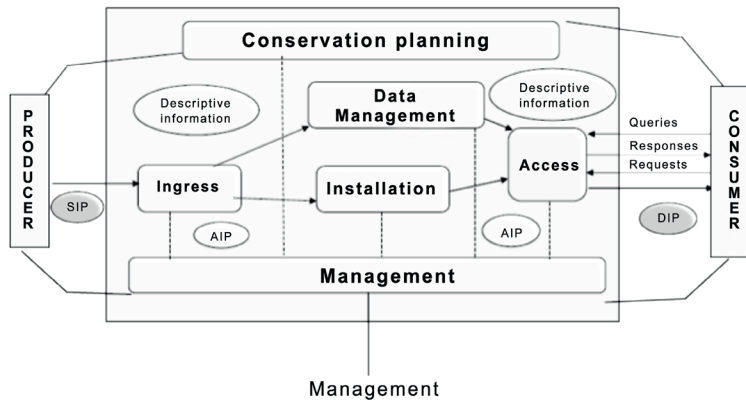 Conservation planning
PRODUCER
CONSUMER
Descriptive
information
Data
Management
Descriptive
information
Queries
Responses
Requests
Ingress
Installation
Access
SIP
AIP
AIP
DIP
Management
Management